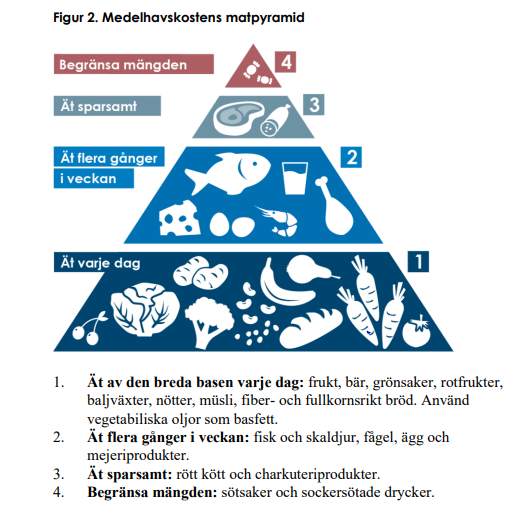 Figur 2. Medelhavskostens matpyramid
Begränsa mängden
4
Ät sparsamt
3
Ät flera gånger
i veckan
2
Ät varje dag
1
1. Ät av den breda basen varje dag: frukt, bär, grönsaker, rotfrukter,
baljväxter, nötter, müsli, fiber- och fullkornsrikt bröd. Använd
vegetabiliska oljor som basfett.
2. Ät flera gånger i veckan: fisk och skaldjur, fågel, ägg och
mejeriprodukter.
3. Ät sparsamt: rött kött och charkuteriprodukter.
4. Begränsa mängden: sötsaker och sockersötade drycker.